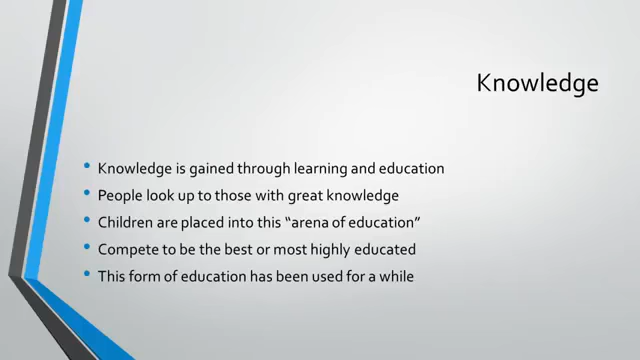 Knowledge
• Knowledge is gained through learning and education
• People look up to those with great knowledge
• Children are placed into this “arena of education”
• Compete to be the best or most highly educated
• This form of education has been used for a while